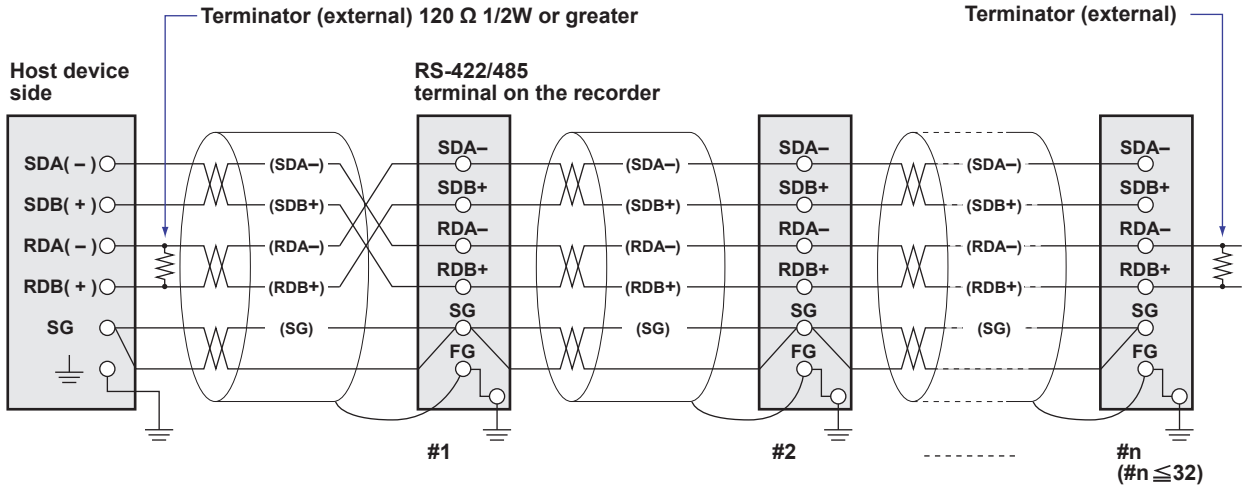 Terminator (external) 120 Ω 1/2W or greater
Terminator (external)
Host device
side
RS-422/485
terminal on the recorder
SDA( − )
SDB( + )
RDA( − )
RDB( + )
SG
(SDA−)
(SDB+)
(RDA−)
(RDB+)
(SG)
SDA−
SDB+
RDA−
RDB+
SG
FG
(SDA−)
(SDB+)
(RDA−)
(RDB+)
(SG)
SDA−
SDB+
RDA−
RDB+
SG
FG
(SDA−)
(SDB+)
(RDA−)
(RDB+)
(SG)
SDA−
SDB+
RDA−
RDB+
SG
FG
#1
#2
#n
(#n ≦32)